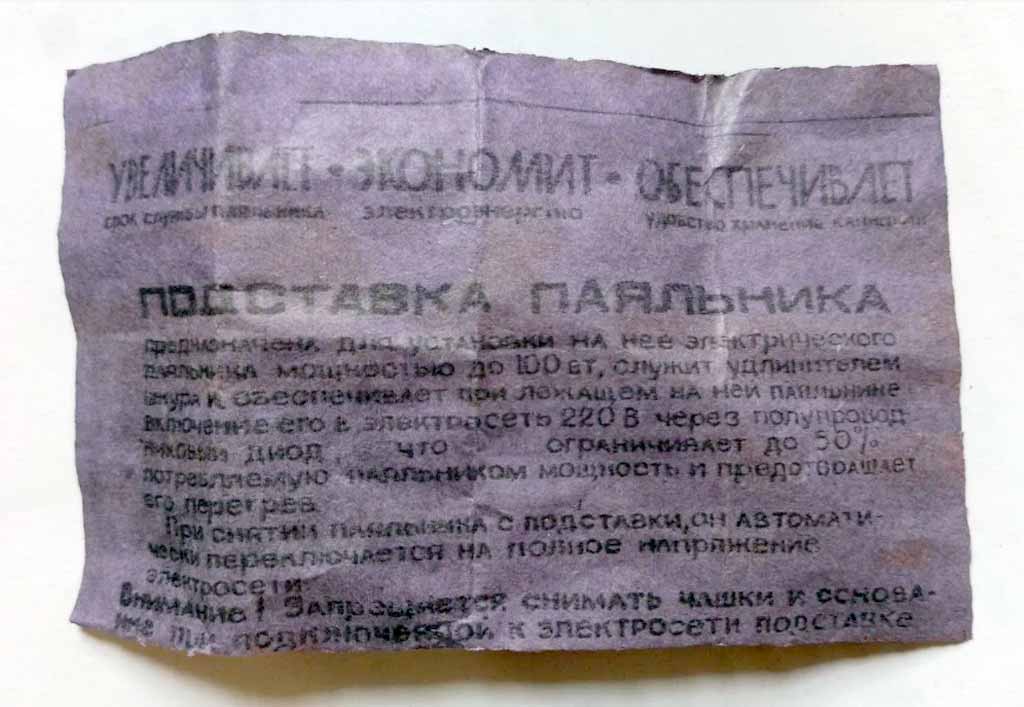 УВЕЛИЧИВАЕТ • ЭКОНОМИТ • ОБЕСПЕЧИВАЕТ
срок службы паяльника электроэнергию удобство хранение
ПОДСТАВКА ПАЯЛЬНИКА
предназначена для установки на нее электрического
паяльника мощностью до 100 вт, служит удлинителем
шнура и обеспечивает при лежащем на ней паяльнике
включение его в электросеть 220 В через полупровод-
никовый диод, что ограничивает до 50%
потребляемую паяльником мощность и предотвращает
его перегрев.
При снятии паяльника с подставки, он автомати-
чески переключается на полное напряжение
электросети.
Внимание! Запрещается снимать чашки и основа-
ние при подключенной к электросети подставке